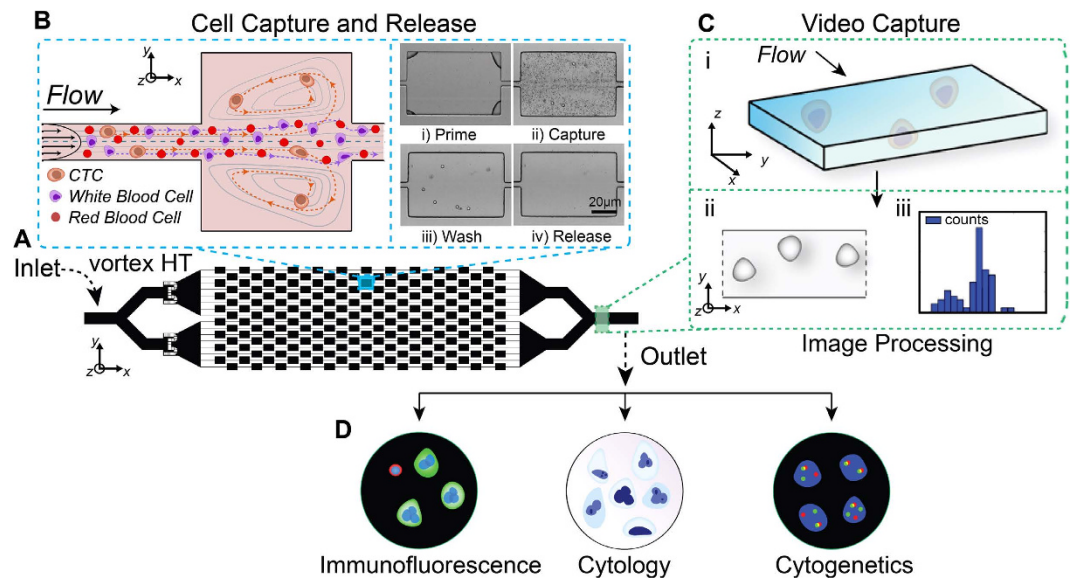 B
Cell Capture and Release
y
z
x
Flow
CTC
White Blood Cell
Red Blood Cell
i) Prime
ii) Capture
iii) Wash
iv) Release
20µm
C
Video Capture
i
Flow
z
y
x
ii
iii
counts
y
z
x
Image Processing
A
Inlet
vortex HT
y
z
x
Outlet
D
Immunofluorescence
Cytology
Cytogenetics